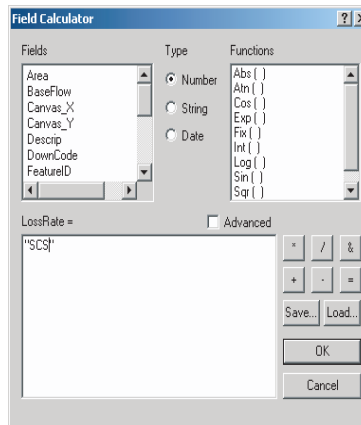 Field Calculator
Fields
Type
Functions
Area
BaseFlow
Canvas_X
Canvas_Y
Descrip
DownCode
FeatureID
Number
String
Date
Abs ( )
Atn ( )
Cos ( )
Exp ( )
Fix ( )
Int ( )
Log ( )
Sin ( )
Sqr ( )
LossRate =
Advanced
"SCS"
* / &
+ - =
Save... Load...
OK
Cancel